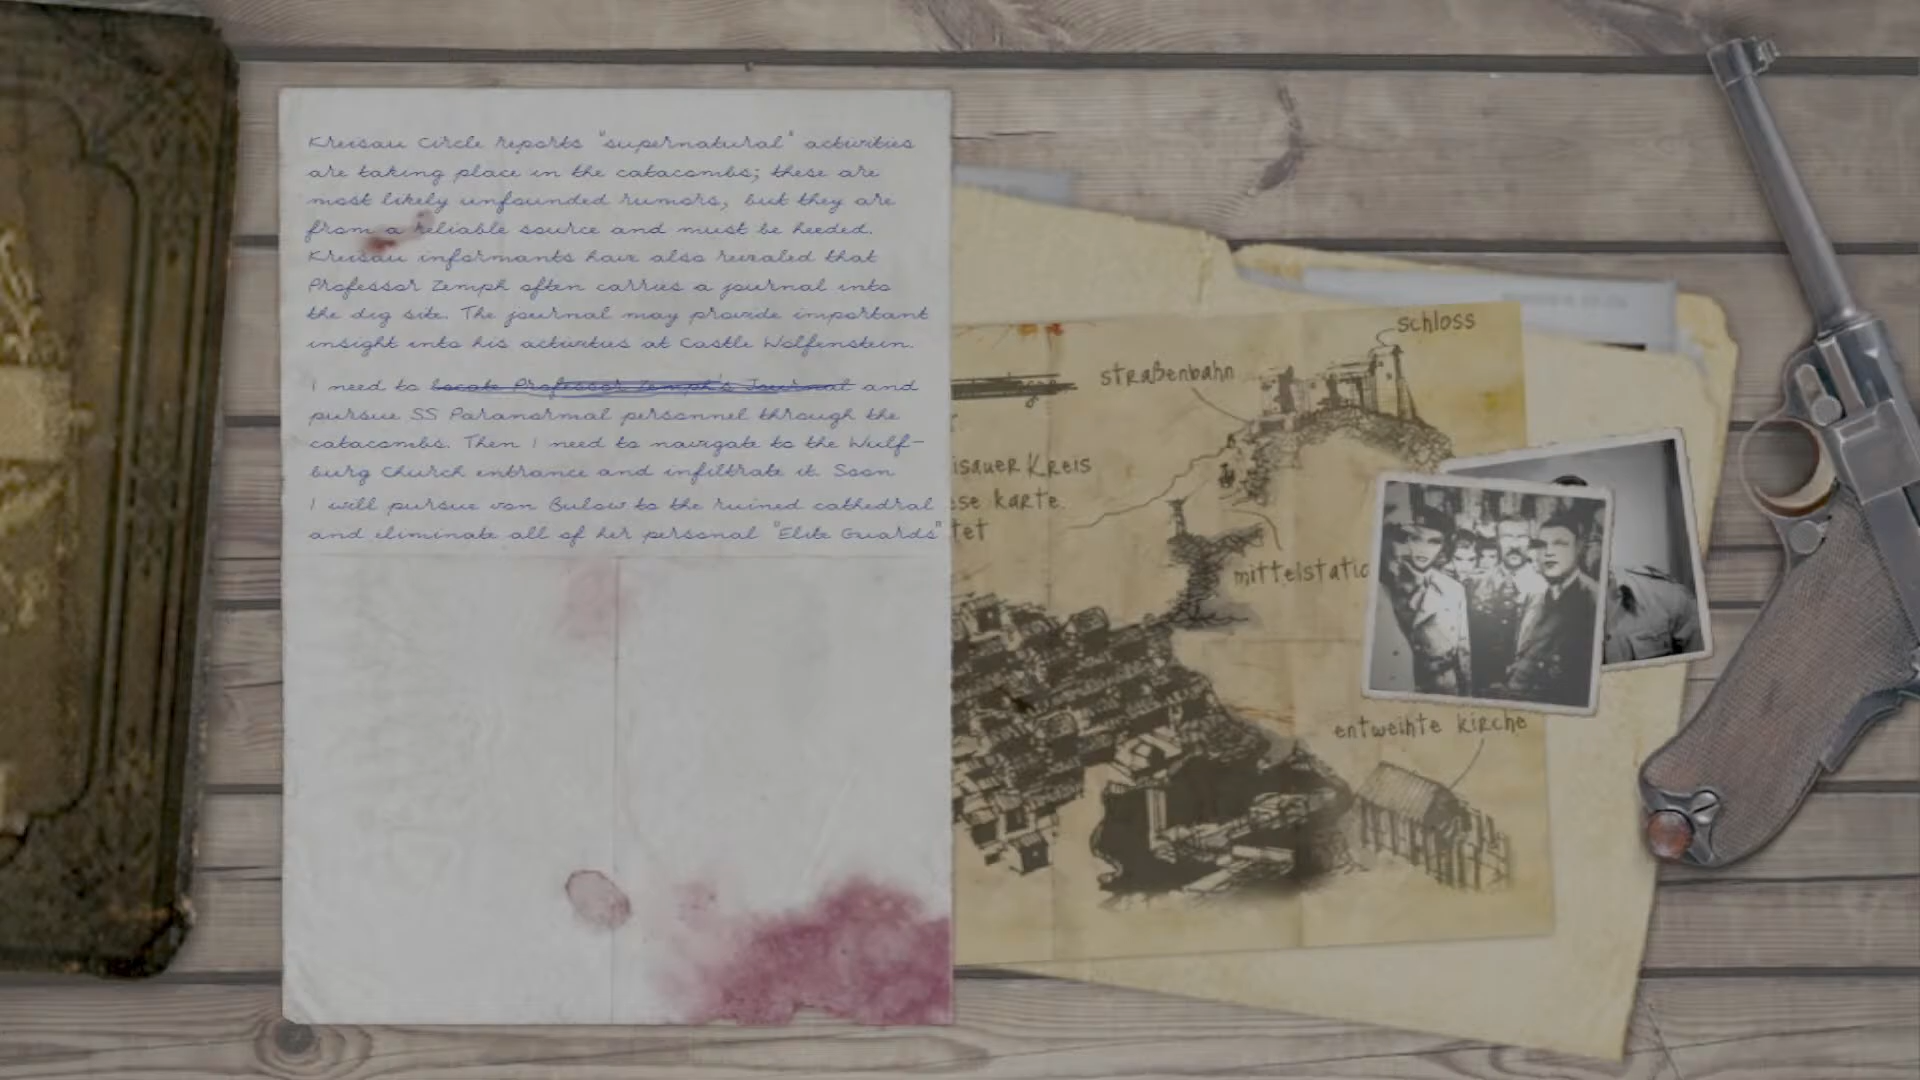 Kreisau Circle reports "supernatural" activities
are taking place in the catacombs; these are
most likely unfounded rumors, but they are
from a reliable source and must be heeded.
Kreisau informants have also revealed that
Professor Zemph often carries a journal into
the dig site. The journal may provide important
insight into his activities at Castle Wolfenstein.
I need to locate Professor Zemph's Journal and
pursue SS Paranormal personnel through the
catacombs. Then I need to navigate to the Wulf-
burg Church entrance and infiltrate it. Soon
I will pursue von Bulow to the ruined cathedral
and eliminate all of her personal "Elite Guards"
schloss
straßenbahn
isauer Kreis
ese karte.
tet
mittelstatio
entweihte kirche